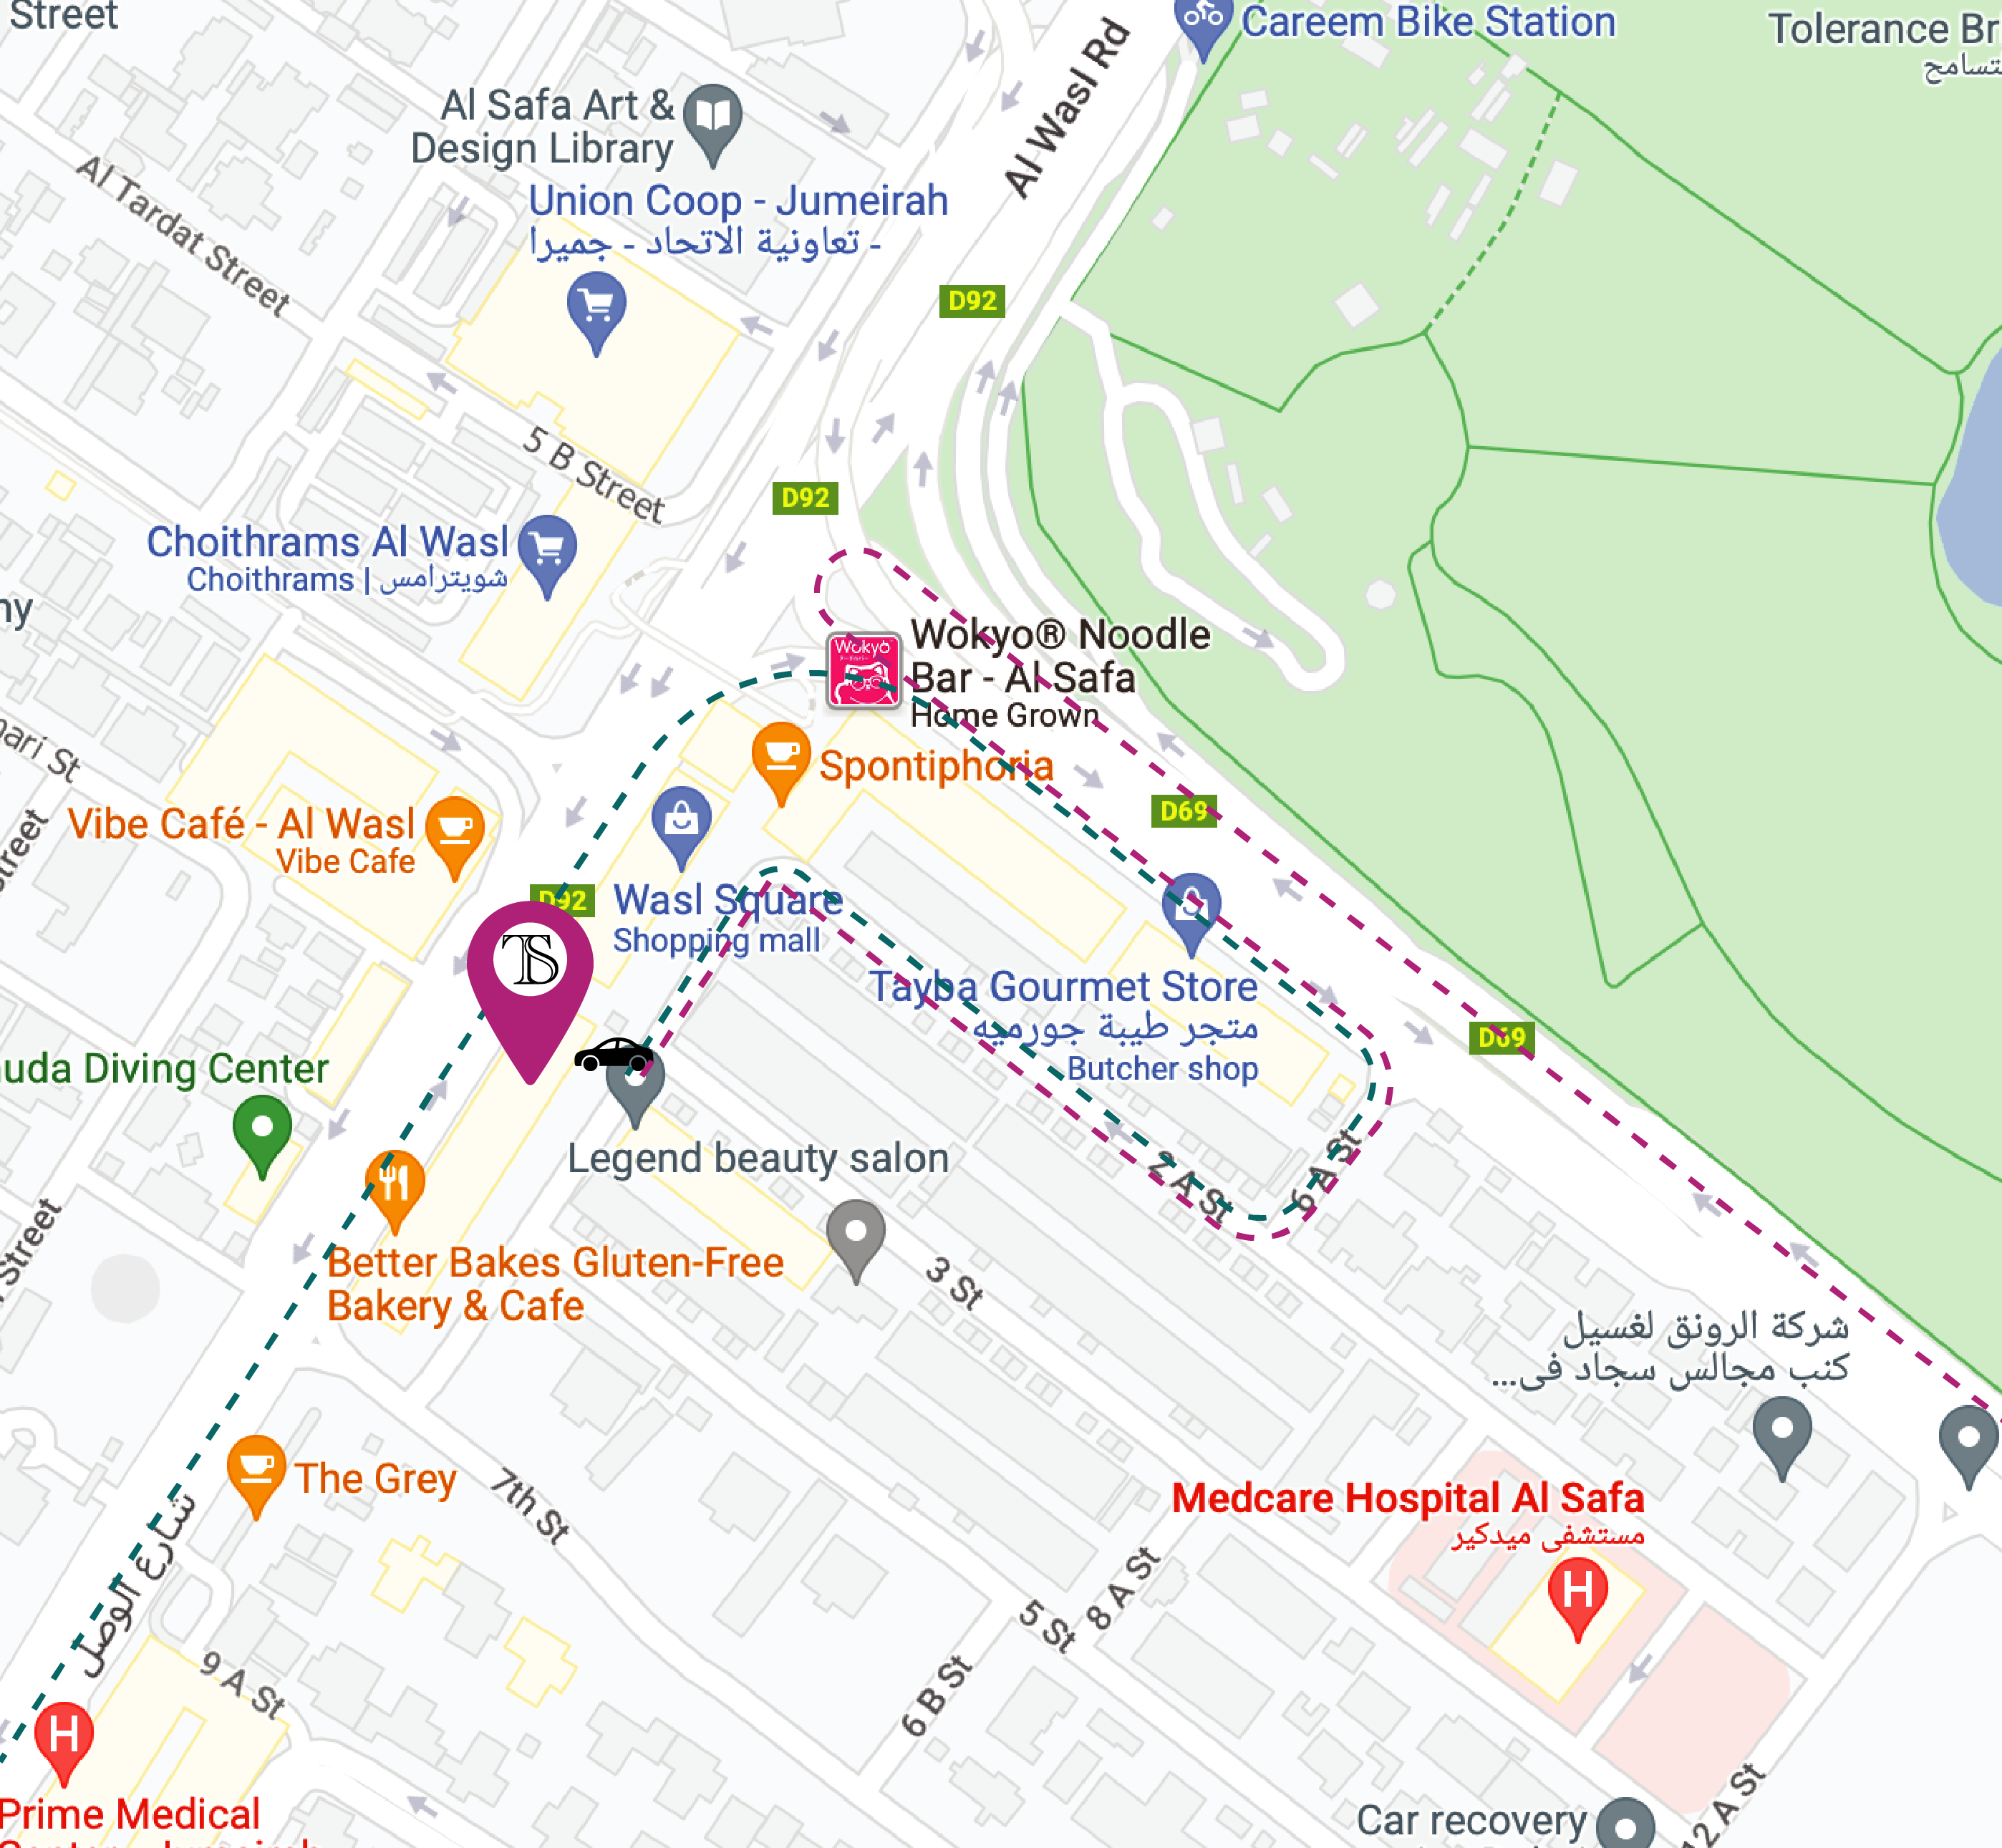 Street
Careem Bike Station
Tolerance Br
تسامح
Al Wasl Rd
Al Safa Art &
Design Library
Al Tardat Street
Union Coop - Jumeirah
تعاونية الاتحاد - جميرا -
D92
5 B Street
D92
Choithrams Al Wasl
Choithrams | شويترامس
ny
Wokyo
Wokyo® Noodle
Bar - Al Safa
Home Grown
nari St
Spontiphoria
D69
Vibe Café - Al Wasl
Vibe Cafe
treet
D92
Wasl Square
Shopping mall
TS
Tayba Gourmet Store
متجر طيبة جورميه
Butcher shop
D69
uda Diving Center
Legend beauty salon
2 A St
6 A St
Better Bakes Gluten-Free
Bakery & Cafe
3 St
Street
شركة الرونق لغسيل
كنب مجالس سجاد في...
The Grey
7th St
شارع الوصل
Medcare Hospital Al Safa
مستشفى ميدكير
H
8 A St
5 St
9 A St
6 B St
H
Prime Medical
12 A St
Car recovery